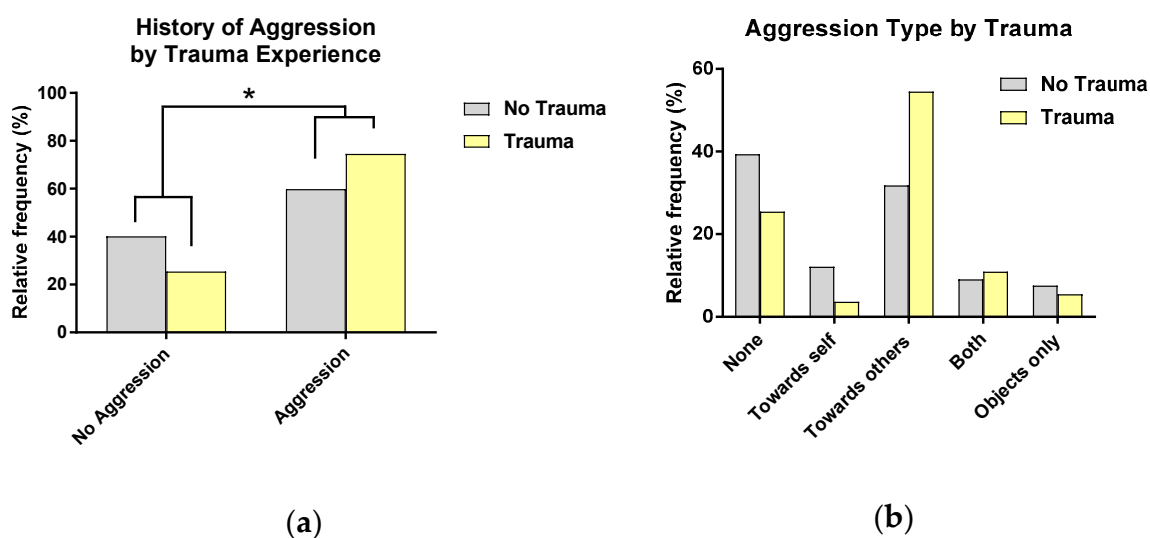 History of Aggression
by Trauma Experience
Relative frequency (%)
100
80
60
40
20
0
*
No Trauma
Trauma
No Aggression
Aggression
(a)
Aggression Type by Trauma
Relative frequency (%)
60
40
20
0
No Trauma
Trauma
None
Towards self
Towards others
Both
Objects only
(b)